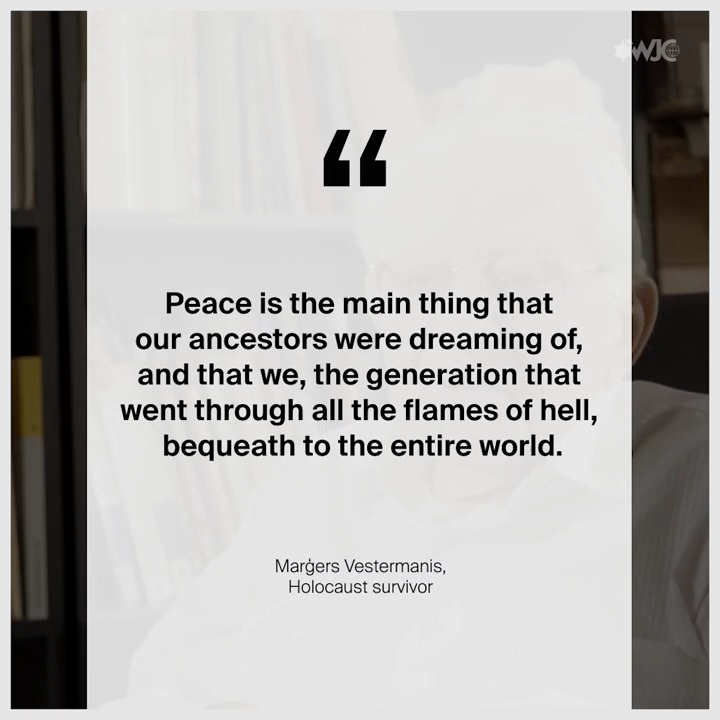 WJC
“
Peace is the main thing that
our ancestors were dreaming of,
and that we, the generation that
went through all the flames of hell,
bequeath to the entire world.
Marģers Vestermanis,
Holocaust survivor